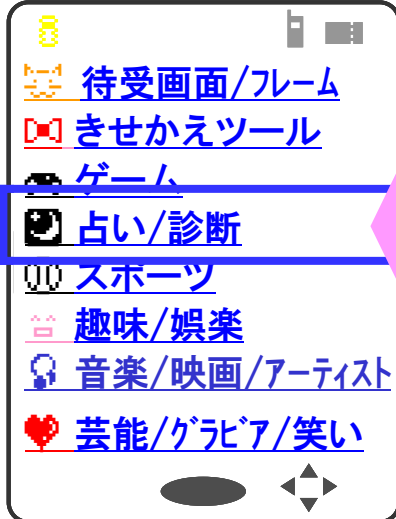 待受画面/ﾌﾚｰﾑ
きせかえツール
ゲーム
占い/診断
スポーツ
趣味/娯楽
音楽/映画/ｱｰﾃｨｽﾄ
芸能/ｸﾞﾗﾋﾞｱ/笑い